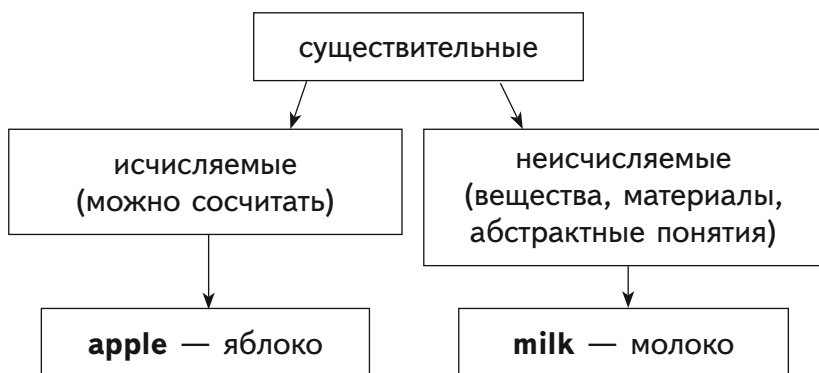 существительные
исчисляемые
(можно сосчитать)
неисчисляемые
(вещества, материалы,
абстрактные понятия)
apple — яблоко
milk — молоко